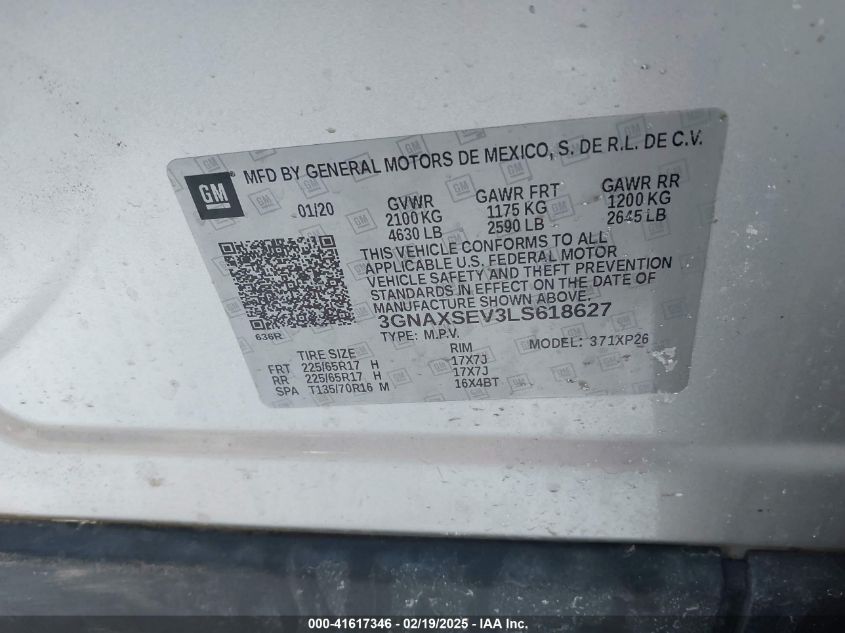 MFD BY GENERAL MOTORS DE MEXICO, S. DE R.L. DE C.V.
GM
01/20 GVWR GAWR FRT GAWR RR
2100 KG 1175 KG 1200 KG
4630 LB 2590 LB 2645 LB
THIS VEHICLE CONFORMS TO ALL
APPLICABLE U.S. FEDERAL MOTOR
VEHICLE SAFETY AND THEFT PREVENTION
STANDARDS IN EFFECT ON THE DATE OF
MANUFACTURE SHOWN ABOVE.
636R
3GNAXSEV3LS618627
TYPE: M.P.V. MODEL: 371XP26
TIRE SIZE RIM
FRT 225/65R17 H 17X7J
RR 225/65R17 H 17X7J
SPA T135/70R16 M 16X4BT
000-41617346 - 02/19/2025 - IAA Inc.